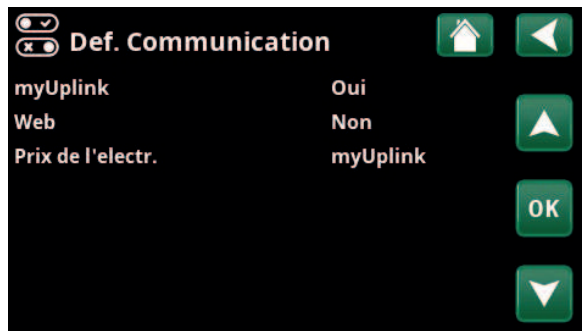 Def. Communication
myUplink Oui
Web Non
Prix de l'electr. myUplink
OK